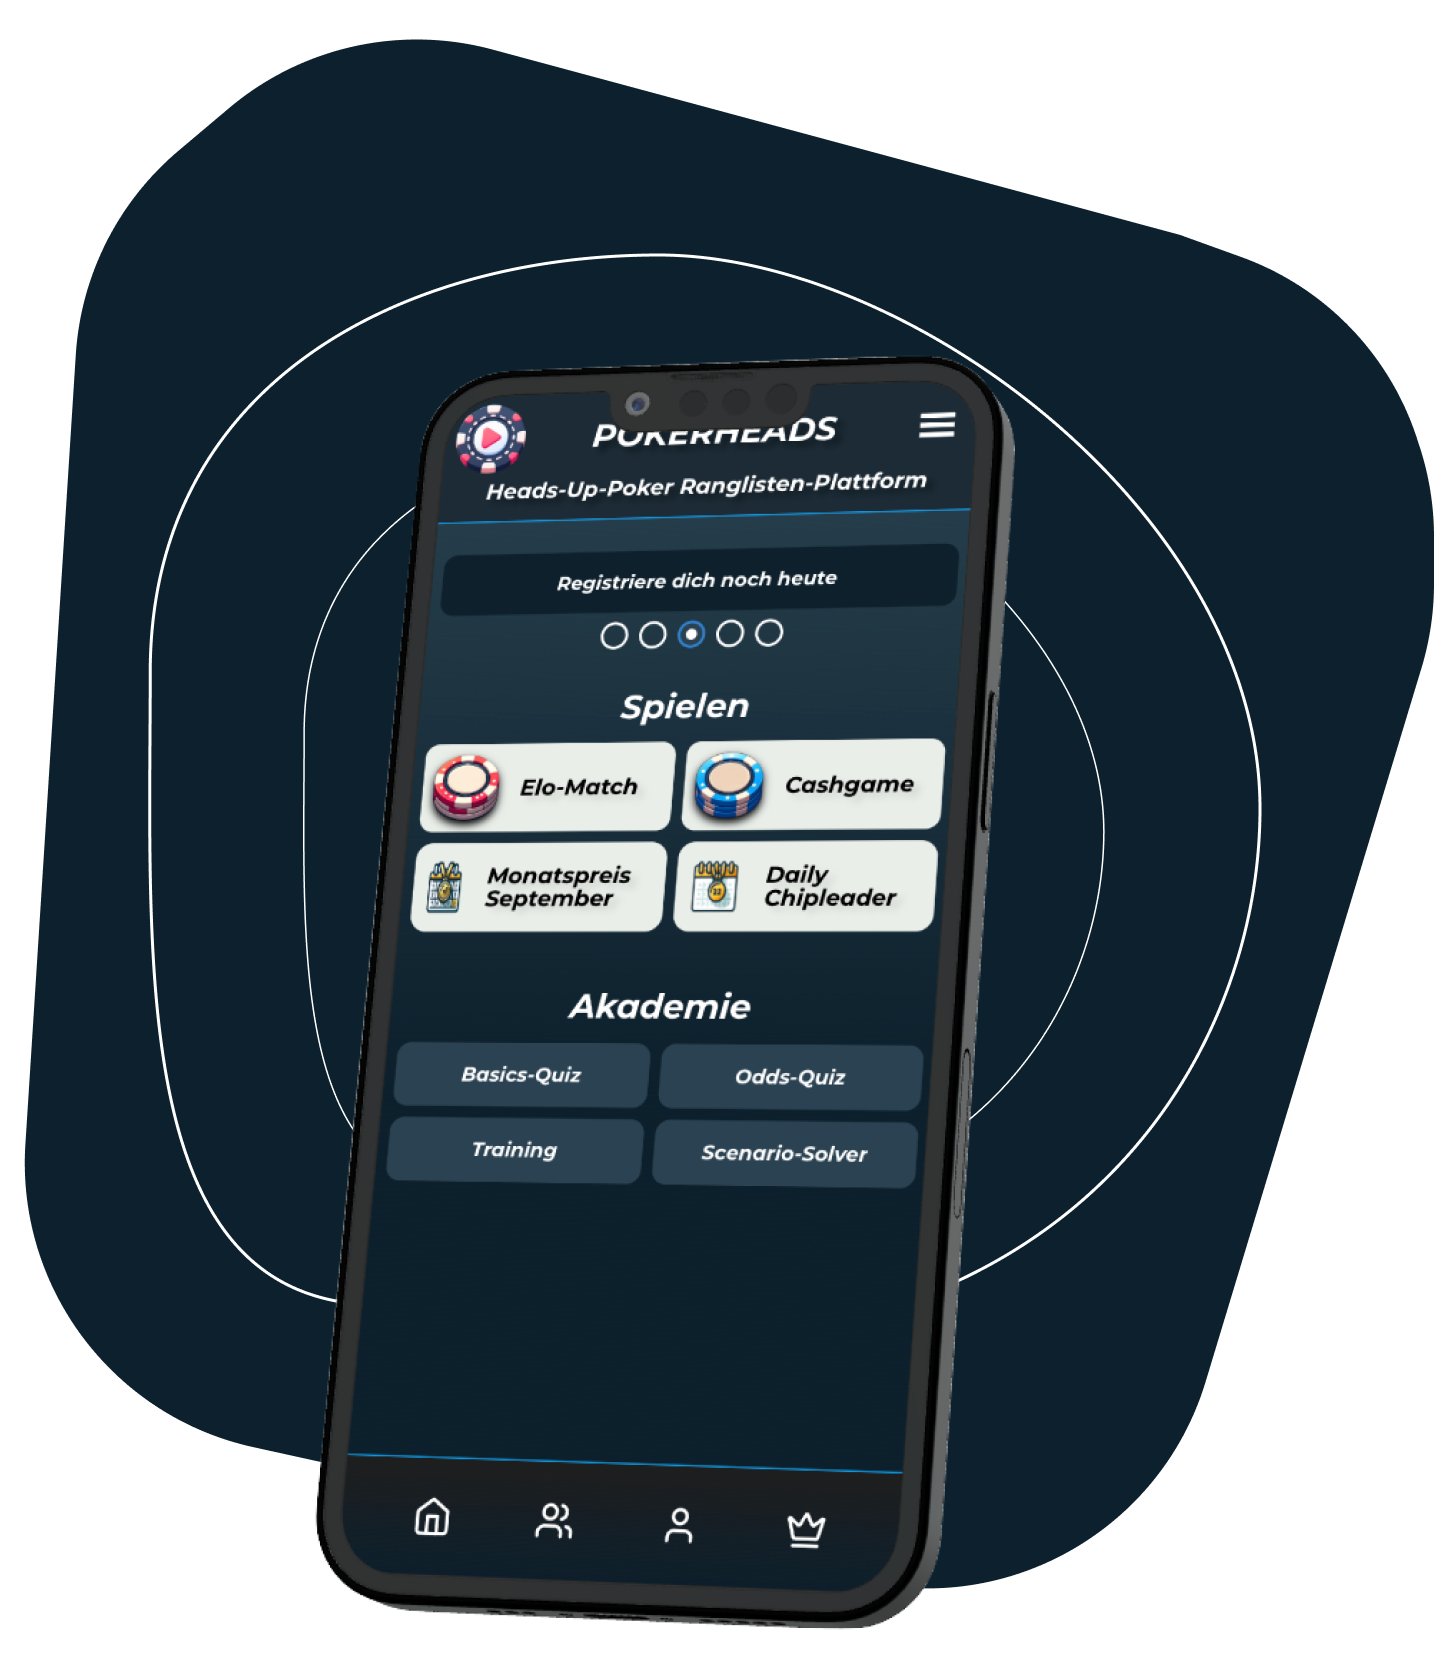 POKERHEADS
Heads-Up-Poker Ranglisten-Plattform
Registriere dich noch heute
Spielen
Elo-Match
Cashgame
Monatspreis
September
Daily
Chipleader
Akademie
Basics-Quiz
Odds-Quiz
Training
Scenario-Solver